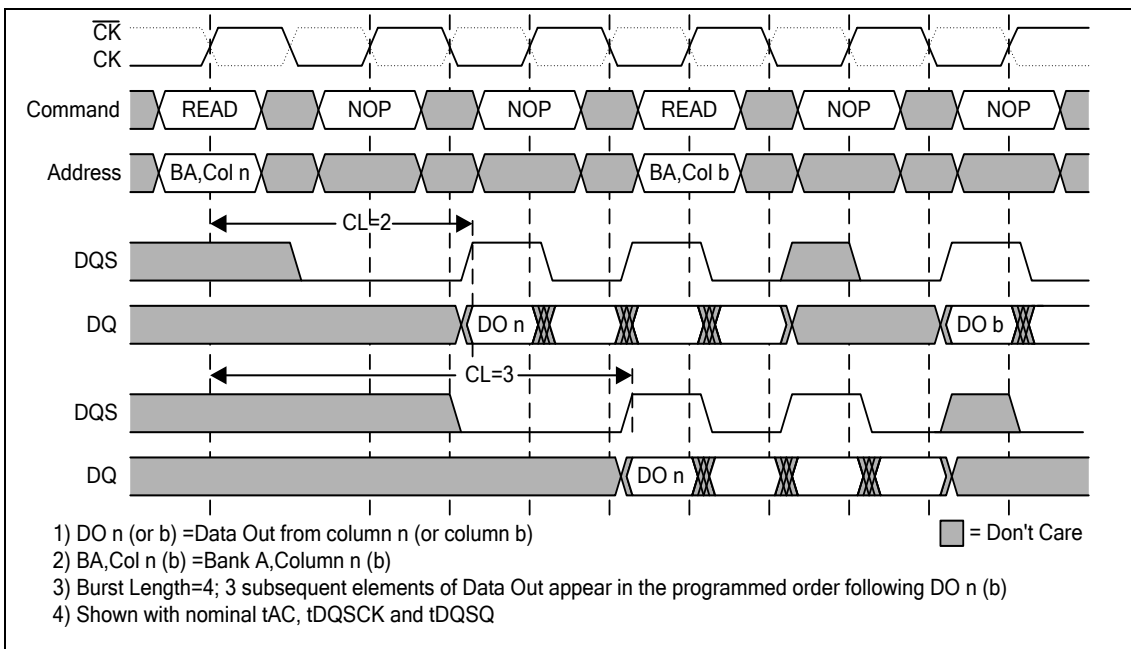 CK
CK
Command READ NOP NOP READ NOP NOP
Address BA,Col n BA,Col b
CL=2
DQS
DQ DO n DO b
CL=3
DQS
DQ DO n
1) DO n (or b) =Data Out from column n (or column b)
= Don't Care
2) BA,Col n (b) =Bank A,Column n (b)
3) Burst Length=4; 3 subsequent elements of Data Out appear in the programmed order following DO n (b)
4) Shown with nominal tAC, tDQSCK and tDQSQ